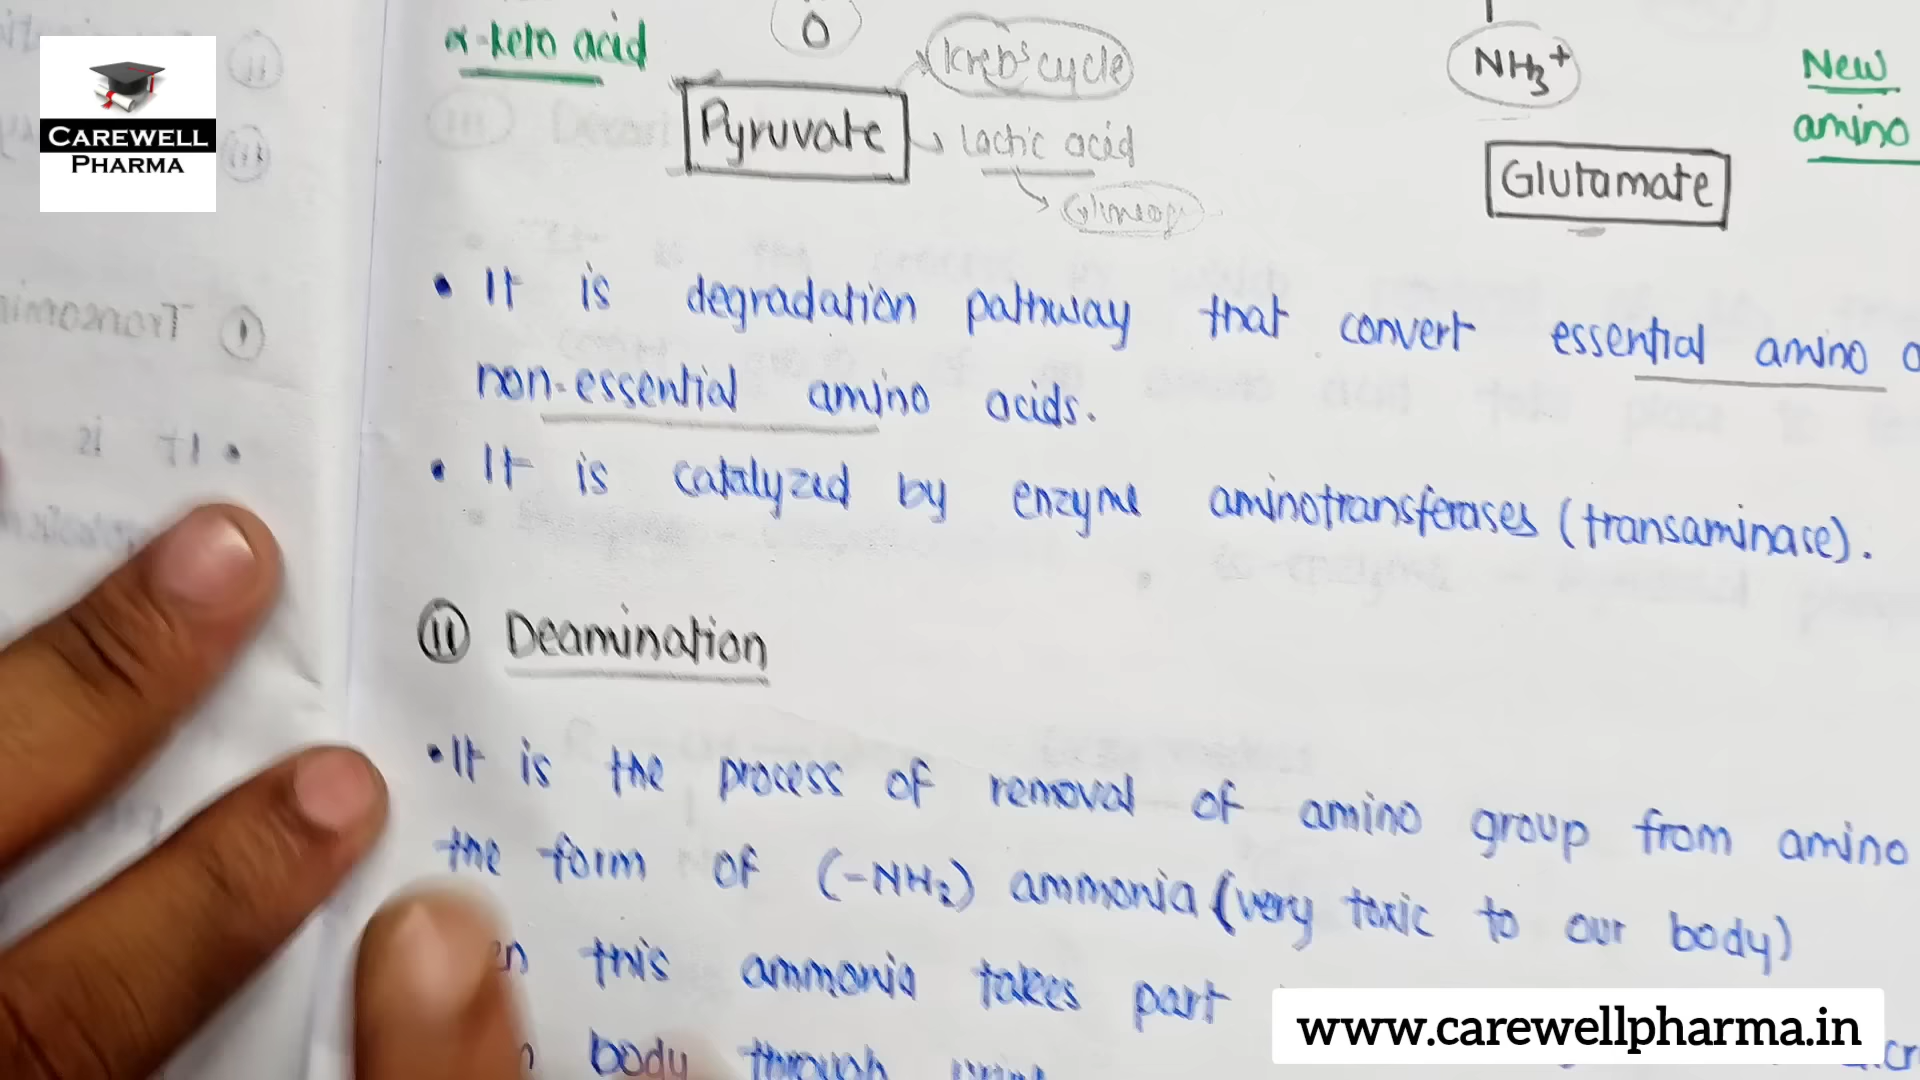 CAREWELL
PHARMA
α-keto acid
O
Kreb's cycle
NH3+
New
amino
Pyruvate
Lactic acid
Glutamate
• It is degradation pathway that convert essential amino
non-essential amino acids.
• It is catalyzed by enzyme aminotransferases (transaminase).
(ii) Deamination
• It is the process of removal of amino group from amino
the form of (-NH2) ammonia (very toxic to our body)
this ammonia takes part
body through
www.carewellpharma.in